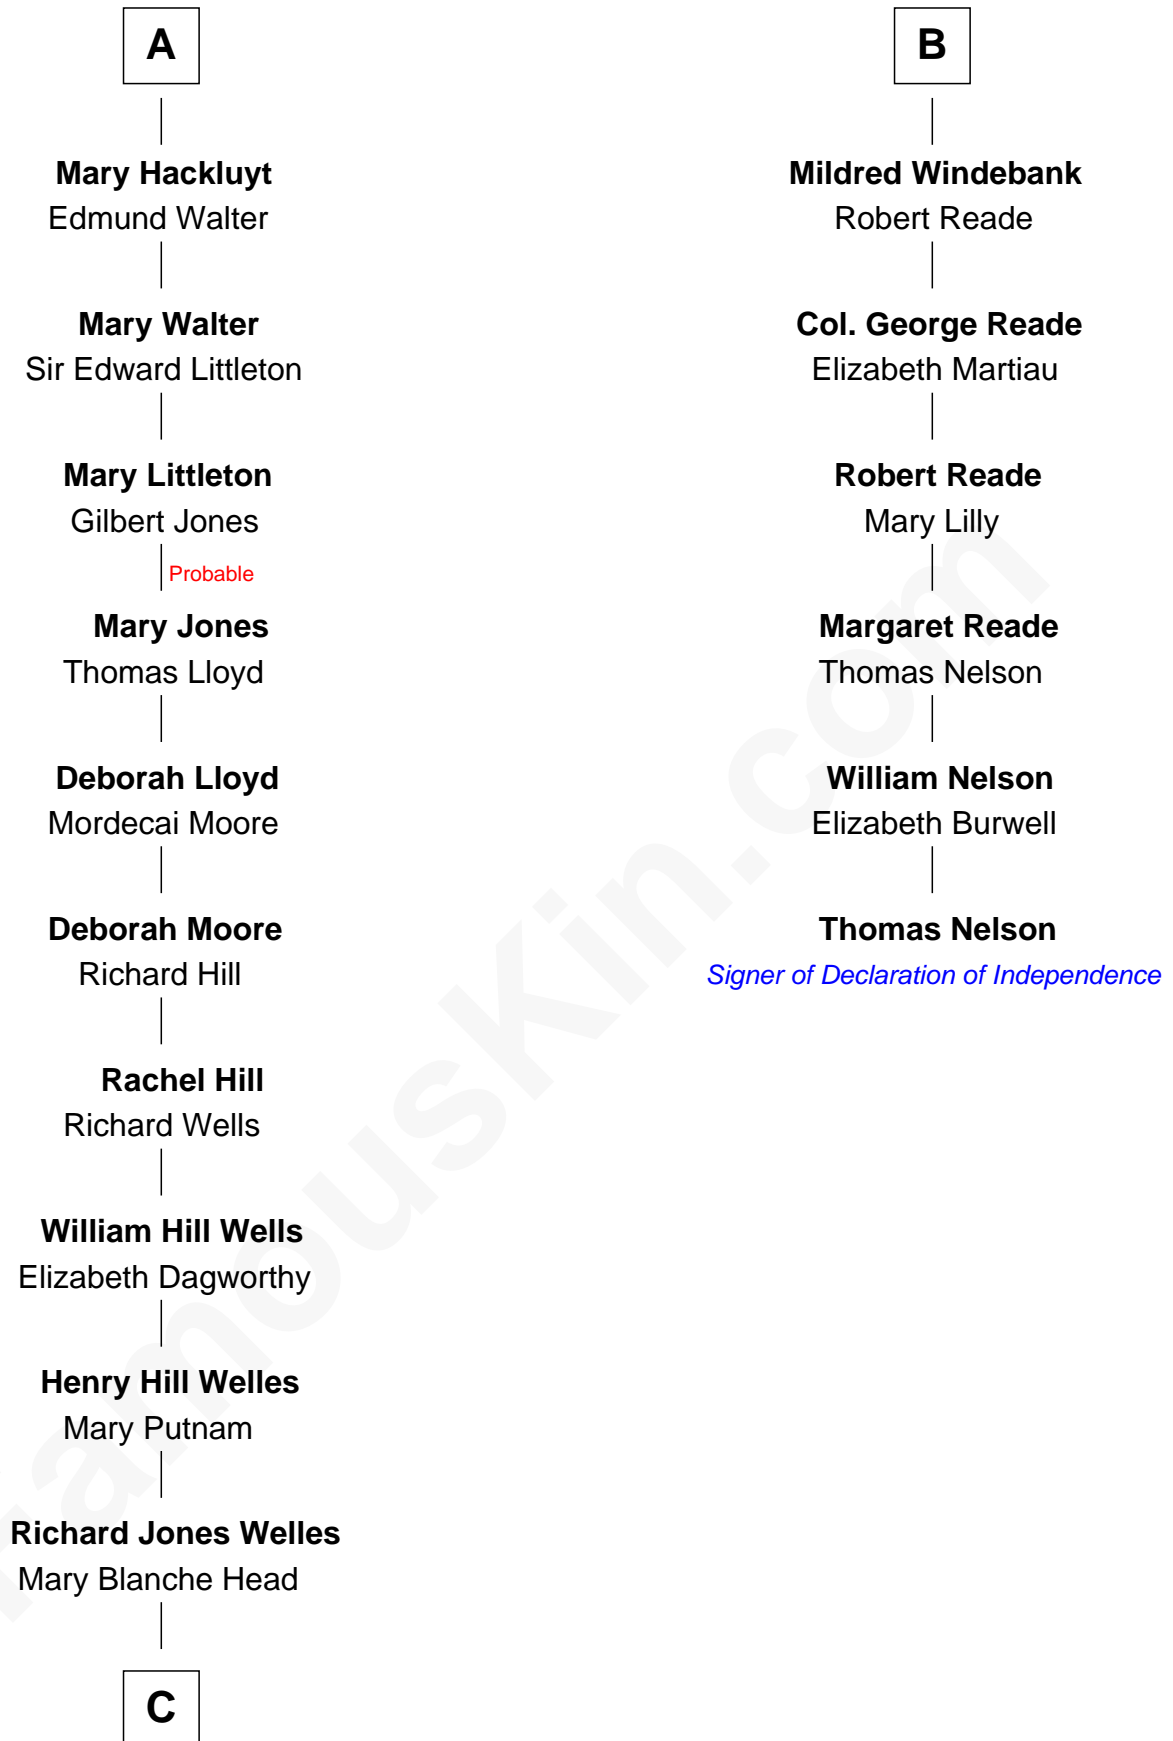 A
Mary Hackluyt
Edmund Walter
Mary Walter
Sir Edward Littleton
Mary Littleton
Gilbert Jones
Probable
Mary Jones
Thomas Lloyd
Deborah Lloyd
Mordecai Moore
Deborah Moore
Richard Hill
Rachel Hill
Richard Wells
William Hill Wells
Elizabeth Dagworthy
Henry Hill Welles
Mary Putnam
Richard Jones Welles
Mary Blanche Head
C
B
Mildred Windebank
Robert Reade
Col. George Reade
Elizabeth Martiau
Robert Reade
Mary Lilly
Margaret Reade
Thomas Nelson
William Nelson
Elizabeth Burwell
Thomas Nelson
Signer of Declaration of Independence
FamousKin.com